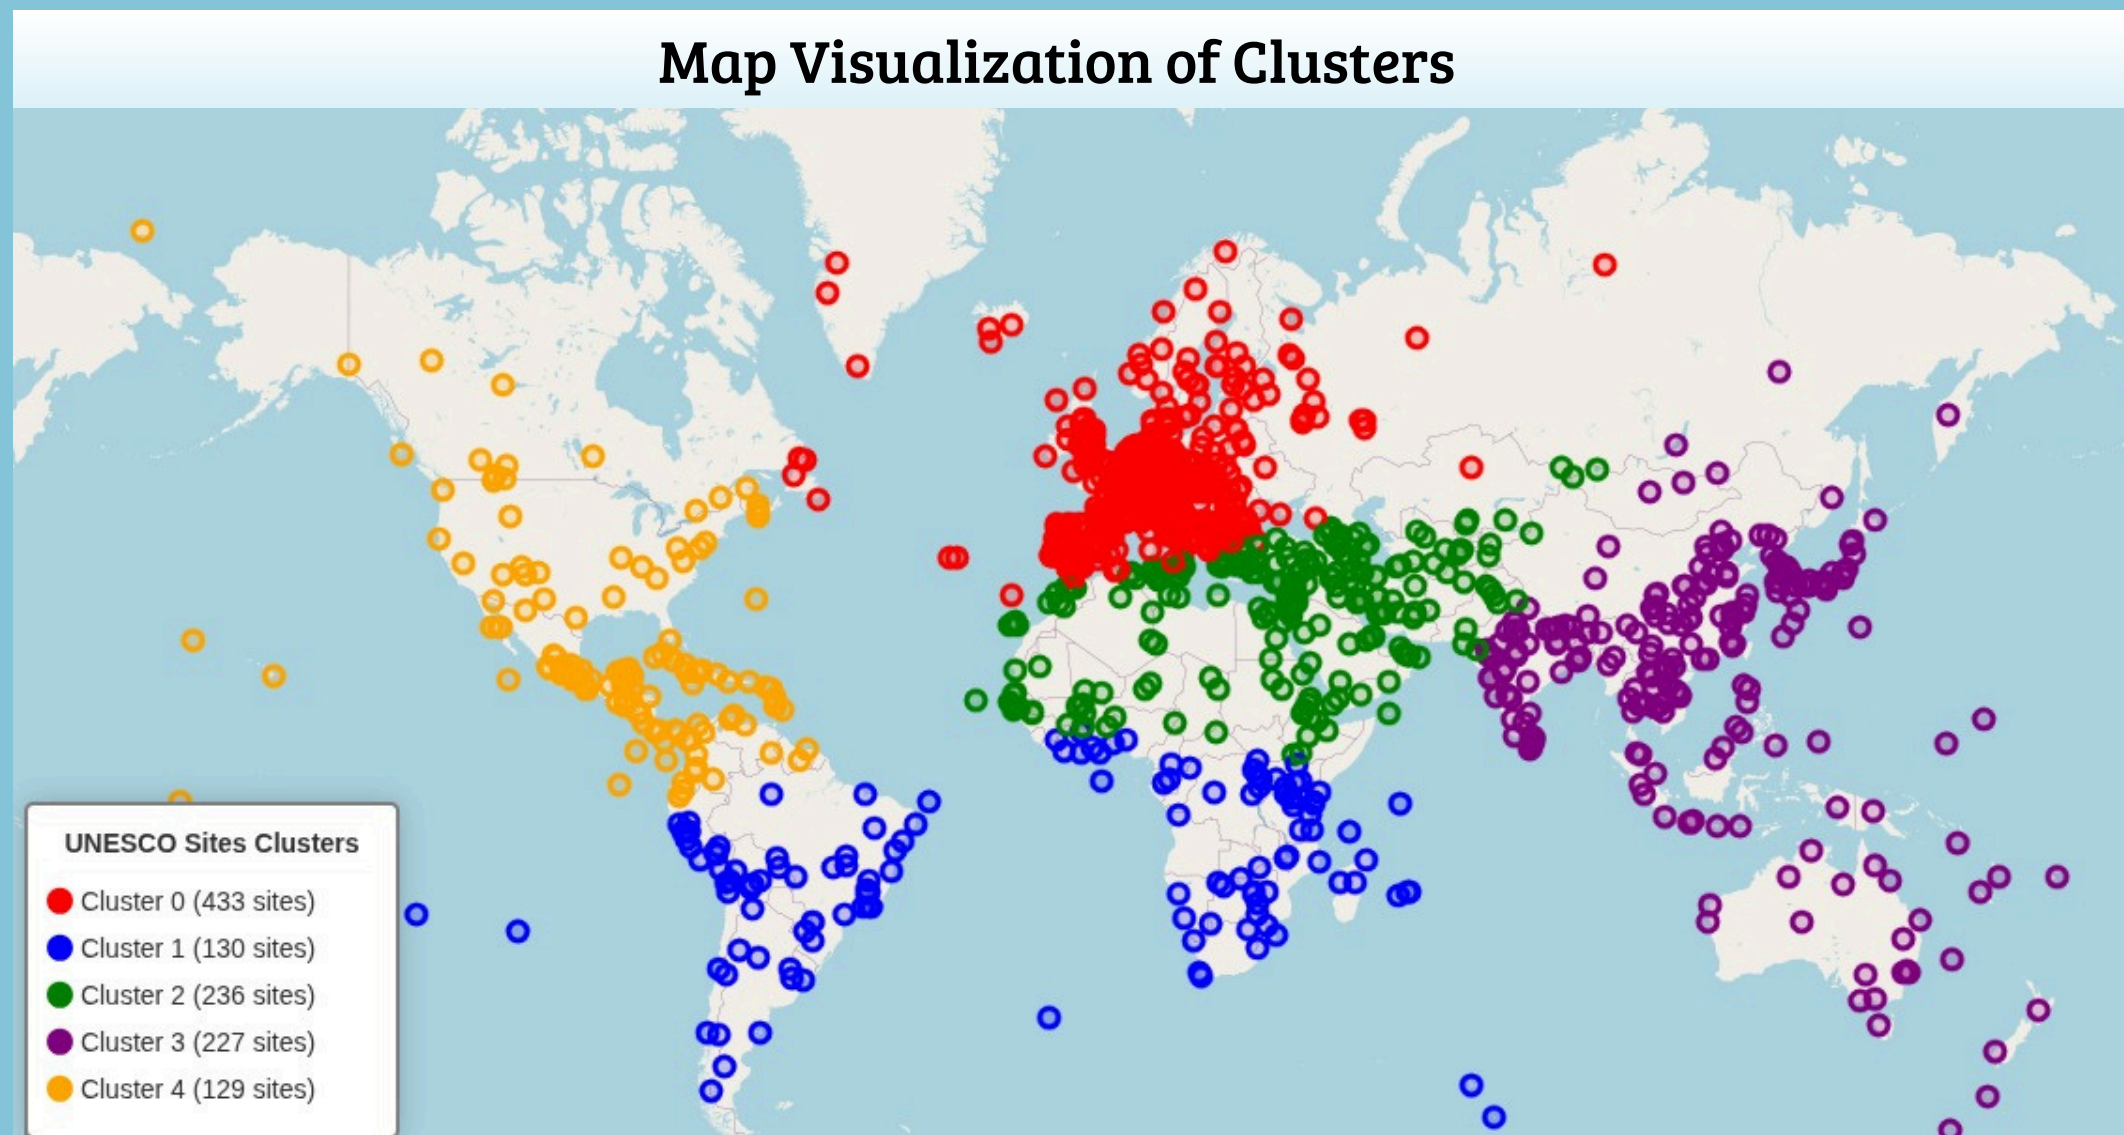 Map Visualization of Clusters
UNESCO Sites Clusters
Cluster 0 (433 sites)
Cluster 1 (130 sites)
Cluster 2 (236 sites)
Cluster 3 (227 sites)
Cluster 4 (129 sites)